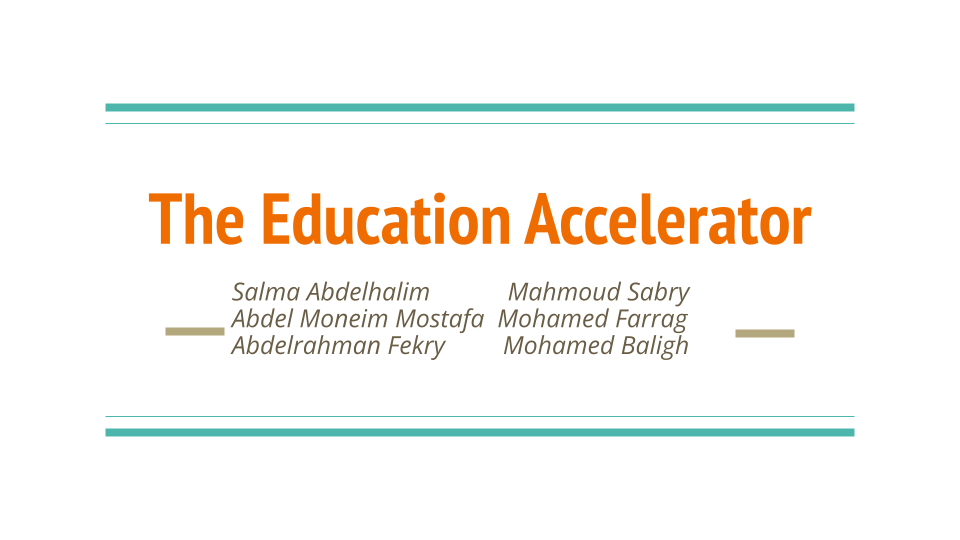 The Education Accelerator
Salma Abdelhalim Mahmoud Sabry
Abdel Moneim Mostafa Mohamed Farrag
Abdelrahman Fekry Mohamed Baligh